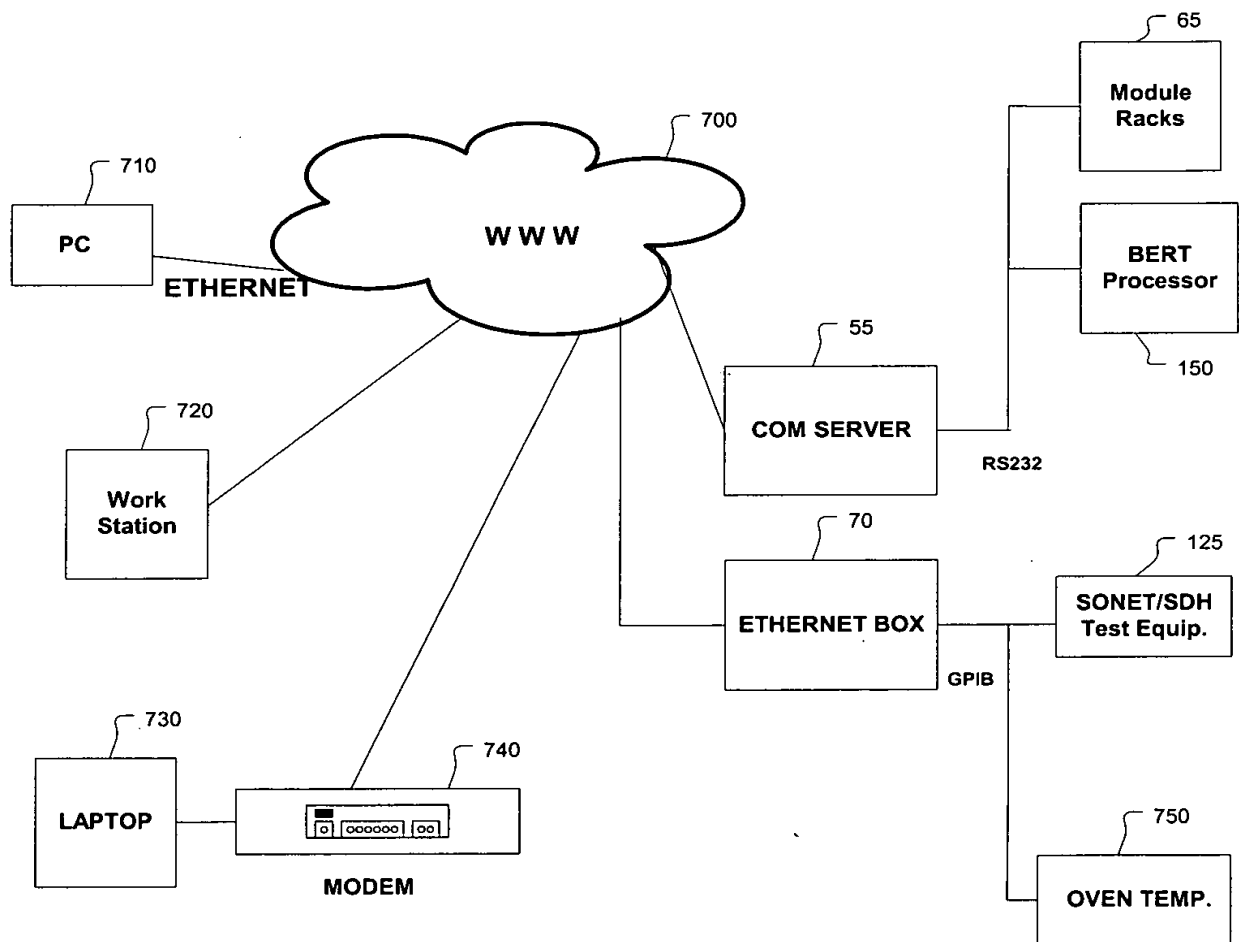 65
Module
Racks
700
710
PC
W W W
ETHERNET
BERT
Processor
150
55
COM SERVER
RS232
720
Work
Station
70
ETHERNET BOX
GPIB
125
SONET/SDH
Test Equip.
730
LAPTOP
740
MODEM
750
OVEN TEMP.